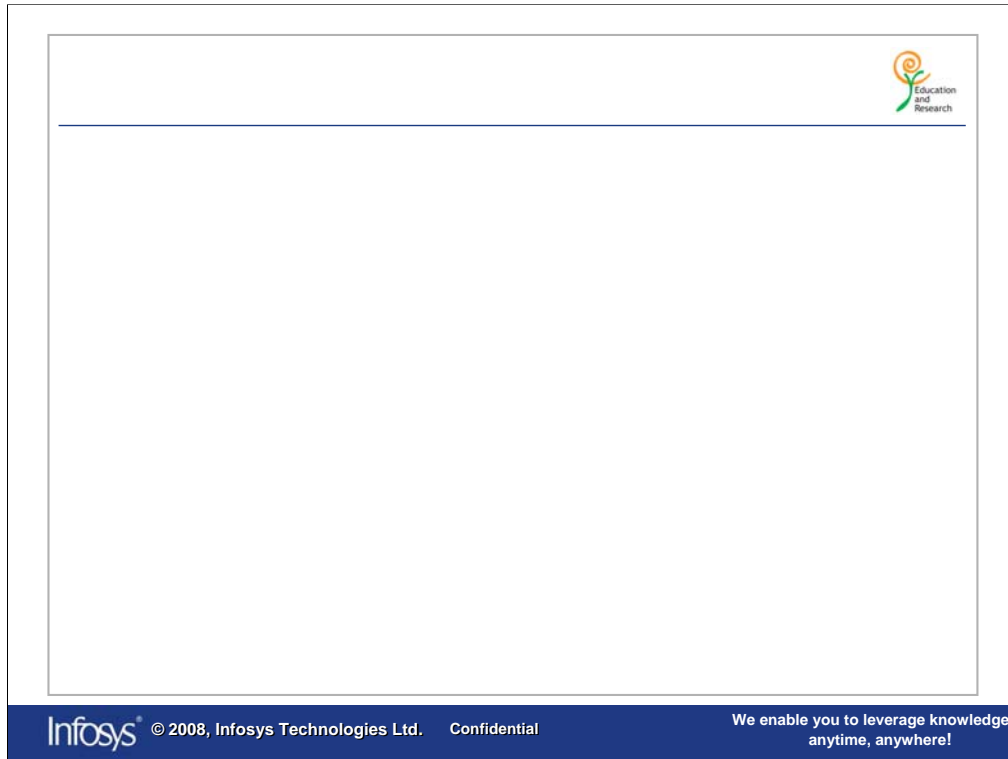 Education
and
Research
Infosys® © 2008, Infosys Technologies Ltd. Confidential
We enable you to leverage knowledge
anytime, anywhere!